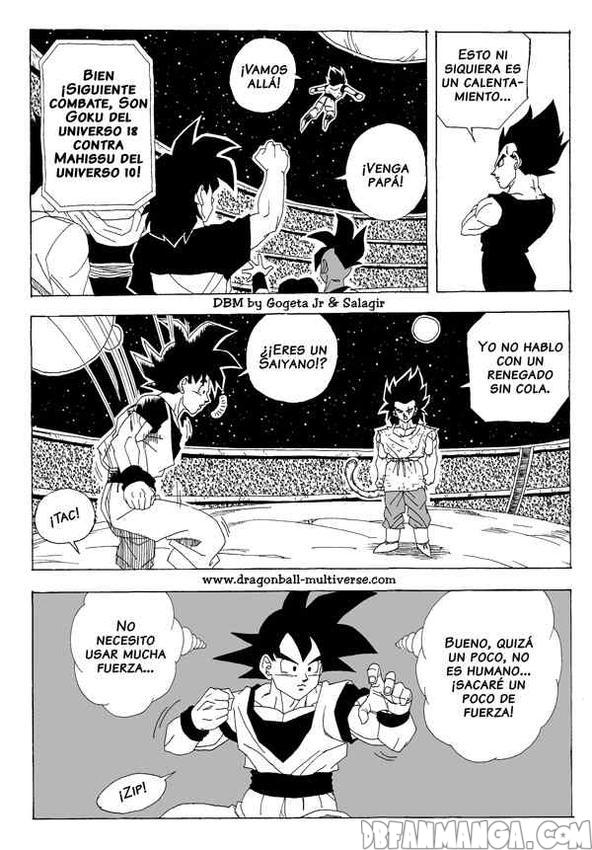 BIEN
¡SIGUIENTE
COMBATE, SON
GOKU DEL
UNIVERSO 18
CONTRA
MAHISSU DEL
UNIVERSO 10!
¡VAMOS
ALLÁ!
¡VENGA
PAPÁ!
ESTO NI
SIQUIERA ES
UN CALENTA-
MIENTO...
DBM by Gogeta Jr & Salagir
¿¡ERES UN
SAIYANO!?
YO NO HABLO
CON UN
RENEGADO
SIN COLA.
¡TAC!
www.dragonball-multiverse.com
NO
NECESITO
USAR MUCHA
FUERZA...
BUENO, QUIZÁ
UN POCO, NO
ES HUMANO...
¡SACARÉ UN
POCO DE
FUERZA!
¡ZIP!
DBFANMANGA.COM